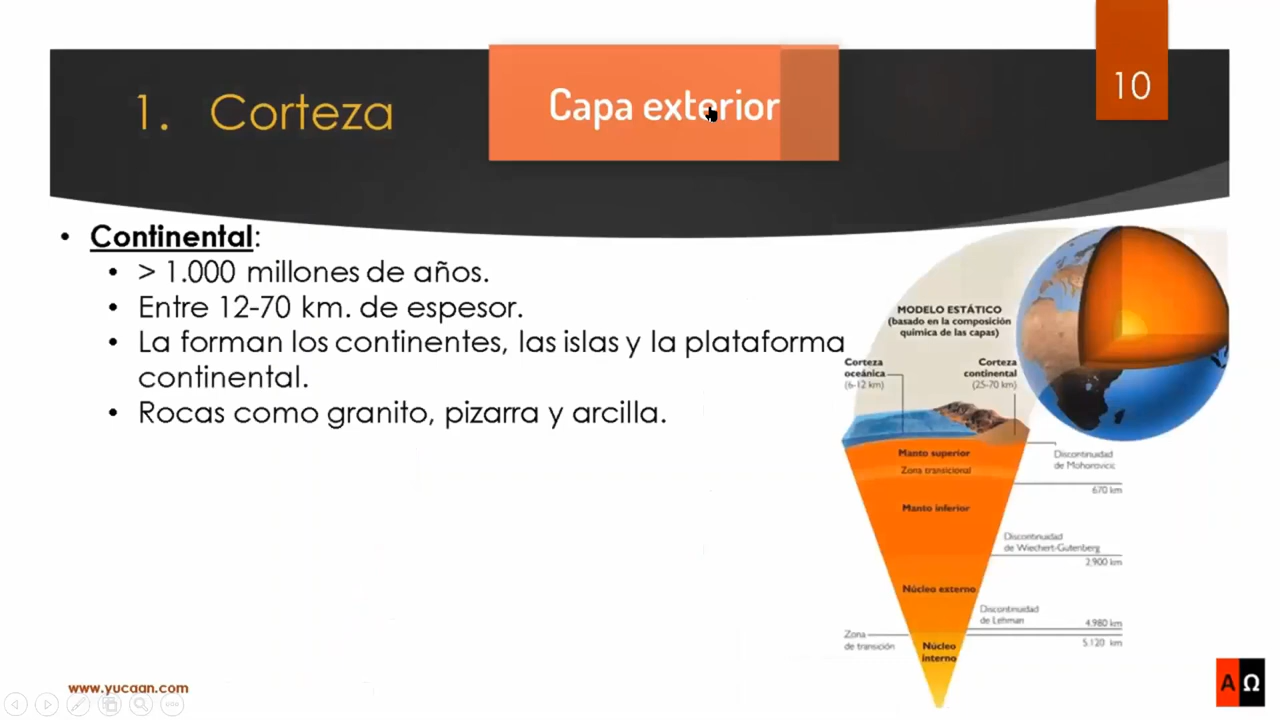 1. Corteza
Capa exterior
10
• Continental:
• > 1.000 millones de años.
• Entre 12-70 km. de espesor.
• La forman los continentes, las islas y la plataforma
continental.
• Rocas como granito, pizarra y arcilla.
MODELO ESTÁTICO
(basado en la composición
química de las capas)
Corteza
oceánica
(6-12 km)
Corteza
continental
(25-70 km)
Manto superior
Zona transicional
Discontinuidad
de Mohorovicic
670 km
Manto inferior
Discontinuidad
de Wiechert-Gutenberg
2.900 km
Núcleo externo
Discontinuidad
de Lehman
4.980 km
Zona
de transición
5.120 km
Núcleo
interno
www.yucaan.com
A Ω